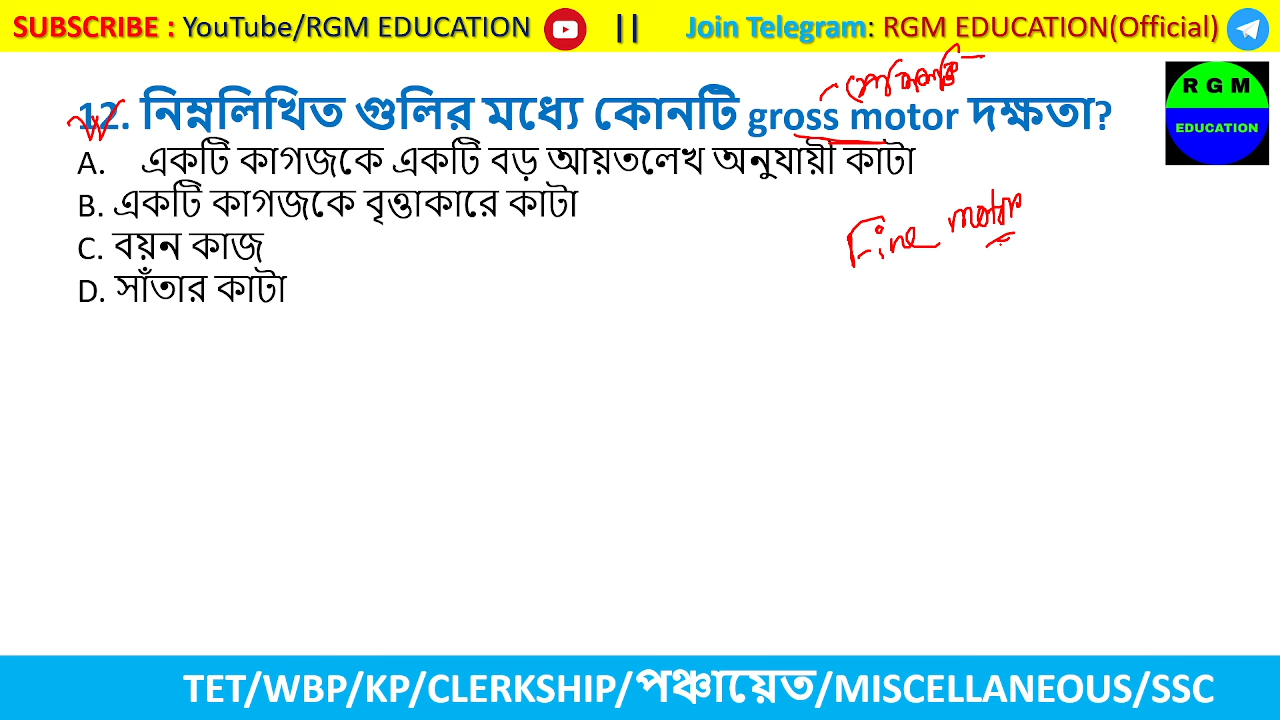 SUBSCRIBE : YouTube/RGM EDUCATION || Join Telegram: RGM EDUCATION(Official)
RGM
EDUCATION
12. নিম্নলিখিত গুলির মধ্যে কোনটি gross motor দক্ষতা?
A. একটি কাগজকে একটি বড় আয়তলেখ অনুযায়ী কাটা
B. একটি কাগজকে বৃত্তাকারে কাটা
C. বয়ন কাজ
D. সাঁতার কাটা
Fine motor
TET/WBP/KP/CLERKSHIP/পঞ্চায়েত/MISCELLANEOUS/SSC